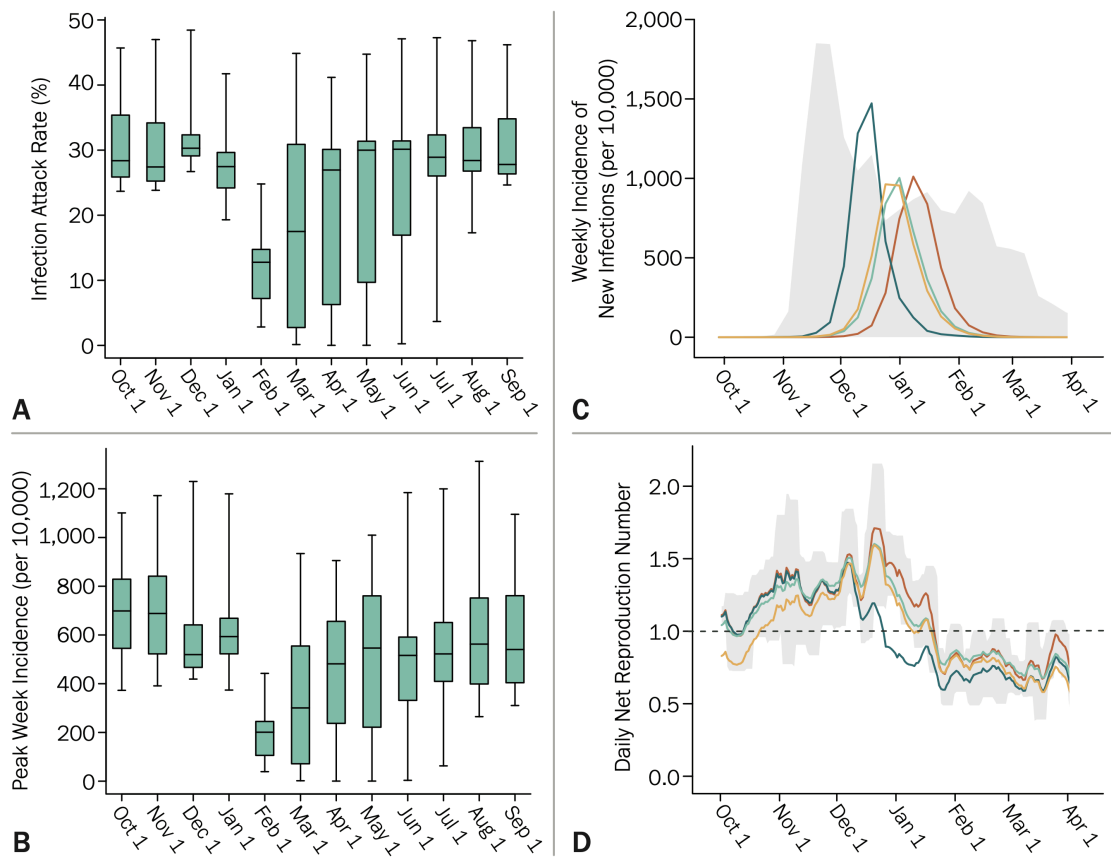 Infection Attack Rate (%)
50
40
30
20
10
0
Oct 1
Nov 1
Dec 1
Jan 1
Feb 1
Mar 1
Apr 1
May 1
Jun 1
Jul 1
Aug 1
Sep 1
A
Peak Week Incidence (per 10,000)
1,200
1,000
800
600
400
200
0
Oct 1
Nov 1
Dec 1
Jan 1
Feb 1
Mar 1
Apr 1
May 1
Jun 1
Jul 1
Aug 1
Sep 1
B
Weekly Incidence of
New Infections (per 10,000)
2,000
1,500
1,000
500
0
Oct 1
Nov 1
Dec 1
Jan 1
Feb 1
Mar 1
Apr 1
C
Daily Net Reproduction Number
2.0
1.5
1.0
0.5
0.0
Oct 1
Nov 1
Dec 1
Jan 1
Feb 1
Mar 1
Apr 1
D